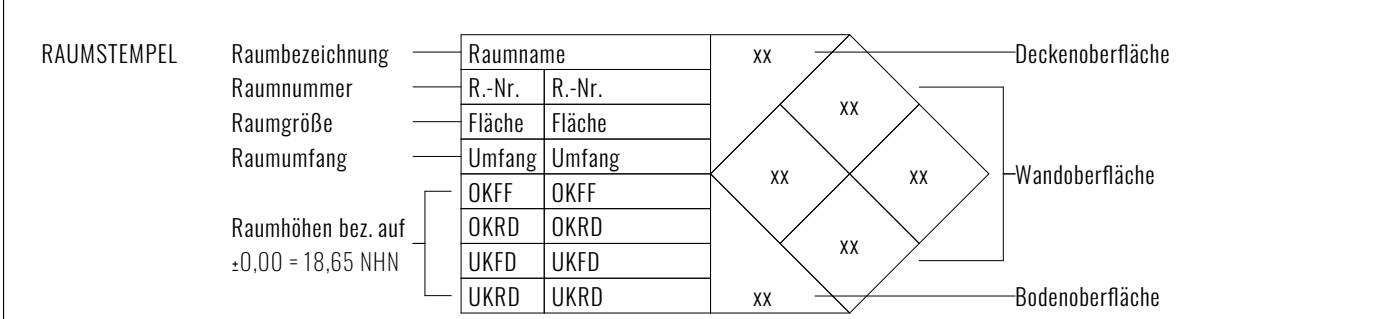 RAUMSTEMPEL Raumbezeichnung Raumname xx Deckenoberfläche
Raumnummer R.-Nr. R.-Nr. xx
Raumgröße Fläche Fläche
Raumumfang Umfang Umfang xx xx Wandoberfläche
OKFF OKFF
Raumhöhen bez. auf OKRD OKRD
±0,00 = 18,65 NHN UKFD UKFD xx
UKRD UKRD xx Bodenoberfläche